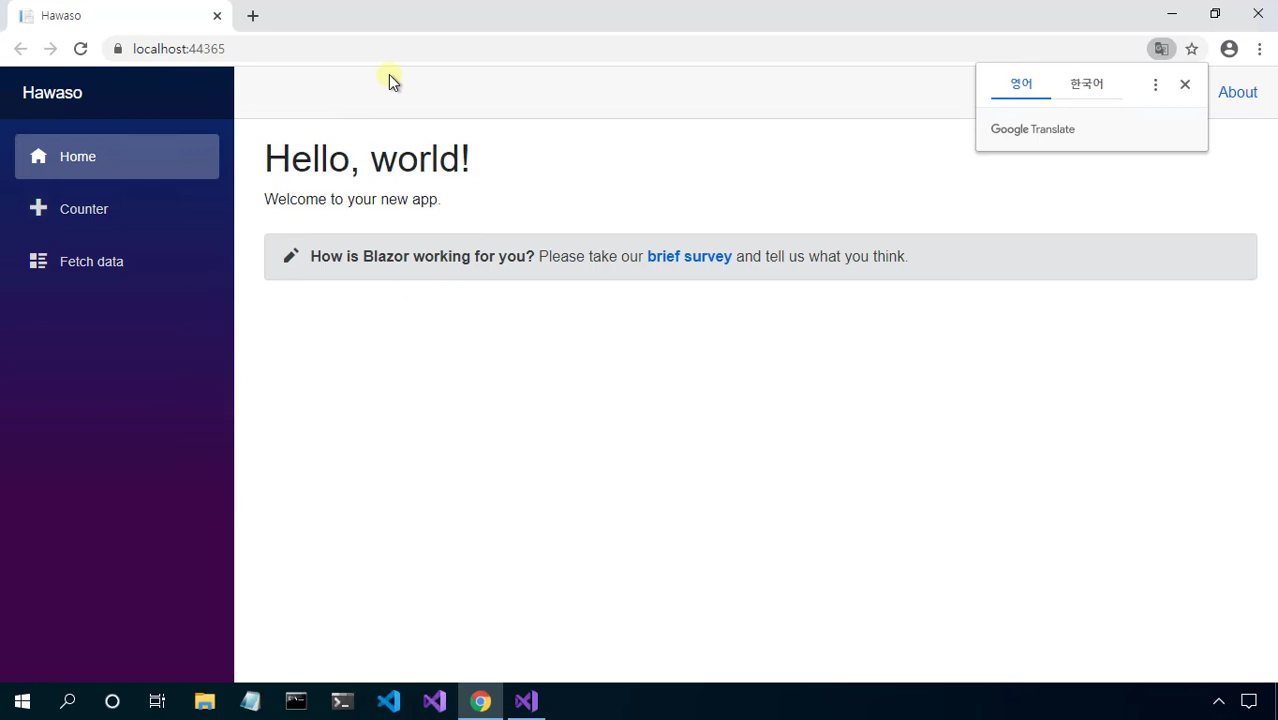 Hawaso
localhost:44365
영어 한국어
Google Translate
Hawaso
About
Home
Counter
Fetch data
Hello, world!
Welcome to your new app.
How is Blazor working for you? Please take our brief survey and tell us what you think.